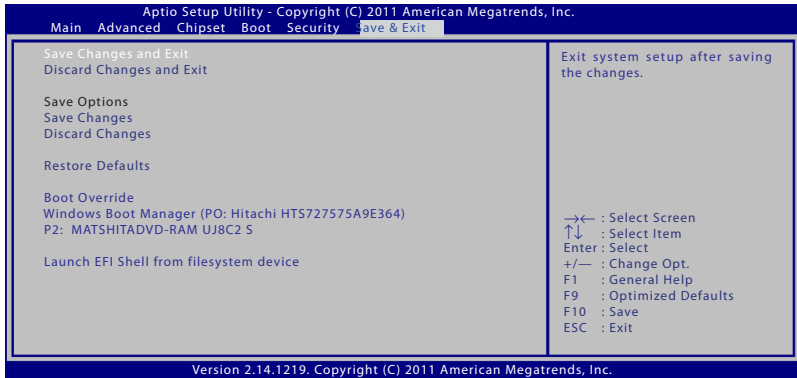 Aptio Setup Utility - Copyright (C) 2011 American Megatrends, Inc.
Main Advanced Chipset Boot Security Save & Exit
Save Changes and Exit
Discard Changes and Exit
Save Options
Save Changes
Discard Changes
Restore Defaults
Boot Override
Windows Boot Manager (PO: Hitachi HTS727575A9E364)
P2: MATSHITADVD-RAM UJ8C2 S
Launch EFI Shell from filesystem device
Exit system setup after saving
the changes.
→← : Select Screen
↑↓ : Select Item
Enter : Select
+/— : Change Opt.
F1 : General Help
F9 : Optimized Defaults
F10 : Save
ESC : Exit
Version 2.14.1219. Copyright (C) 2011 American Megatrends, Inc.